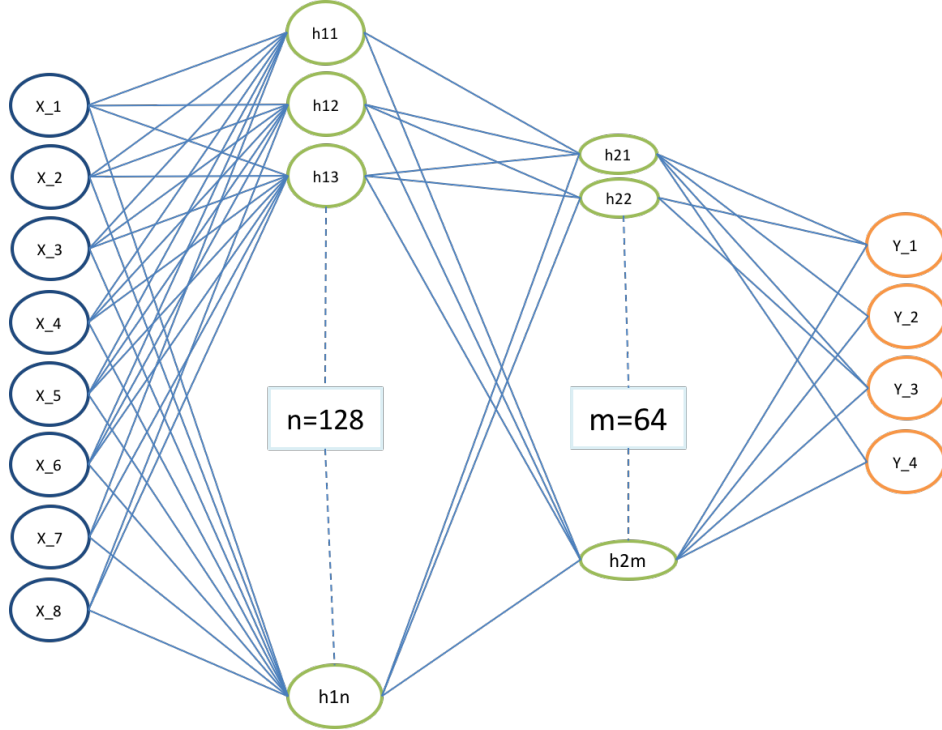 X_1
X_2
X_3
X_4
X_5
X_6
X_7
X_8
h11
h12
h13
n=128
h1n
h21
h22
m=64
h2m
Y_1
Y_2
Y_3
Y_4